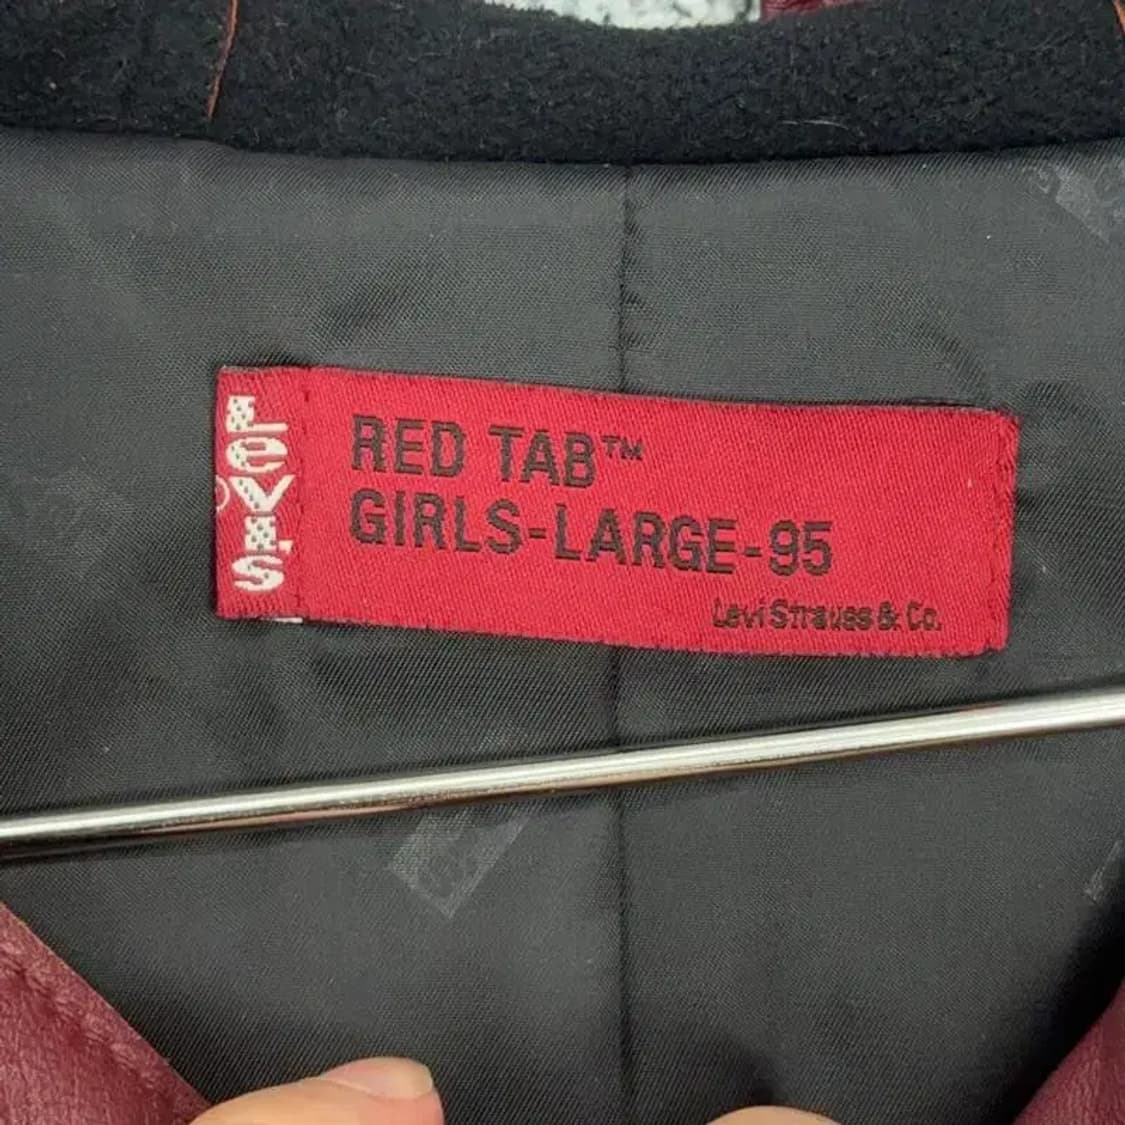 LEVI'S
RED TAB™
GIRLS-LARGE-95
Levi Strauss & Co.